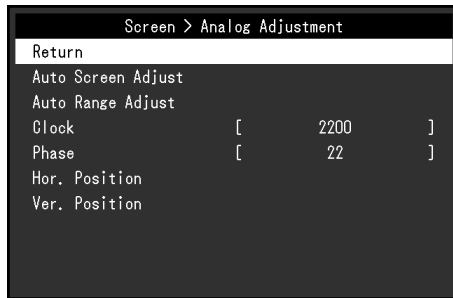 Screen > Analog Adjustment
Return
Auto Screen Adjust
Auto Range Adjust
Clock [ 2200 ]
Phase [ 22 ]
Hor. Position
Ver. Position